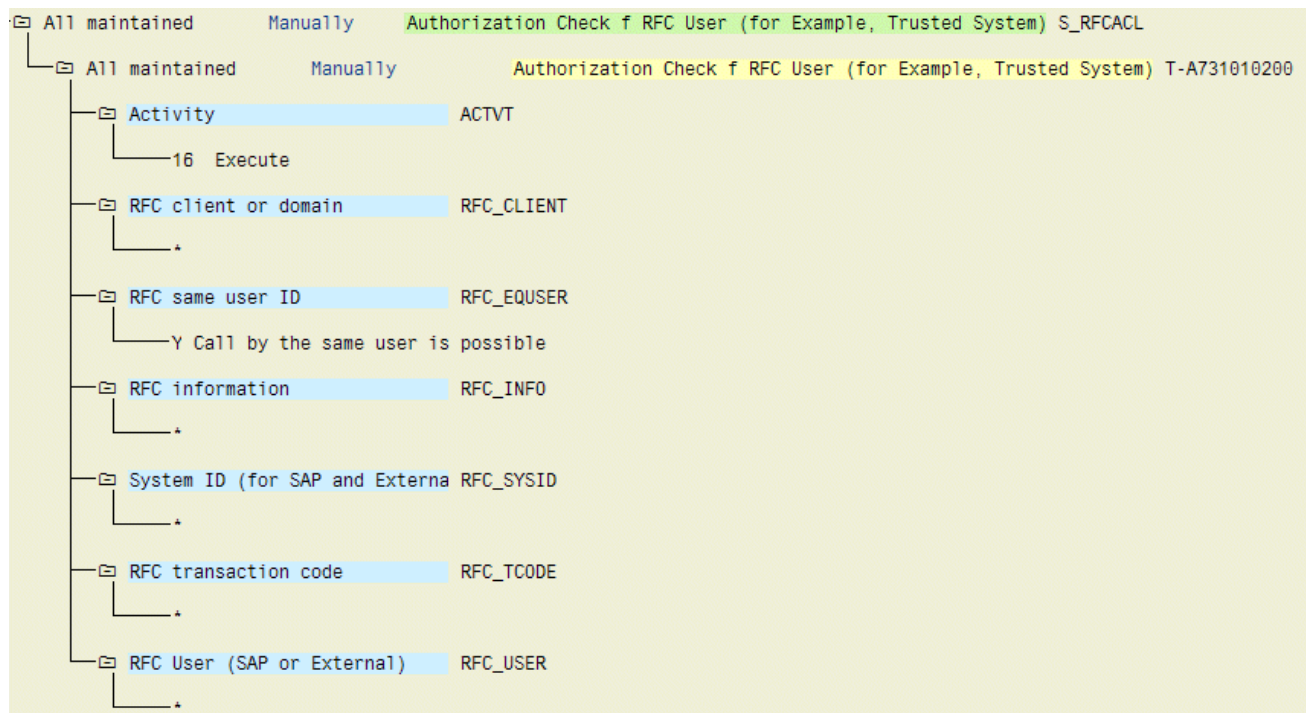 All maintained Manually Authorization Check f RFC User (for Example, Trusted System) S_RFCACL
All maintained Manually Authorization Check f RFC User (for Example, Trusted System) T-A731010200
Activity ACTVT
16 Execute
RFC client or domain RFC_CLIENT
*
RFC same user ID RFC_EQUSER
Y Call by the same user is possible
RFC information RFC_INFO
*
System ID (for SAP and Externa RFC_SYSID
*
RFC transaction code RFC_TCODE
*
RFC User (SAP or External) RFC_USER
*